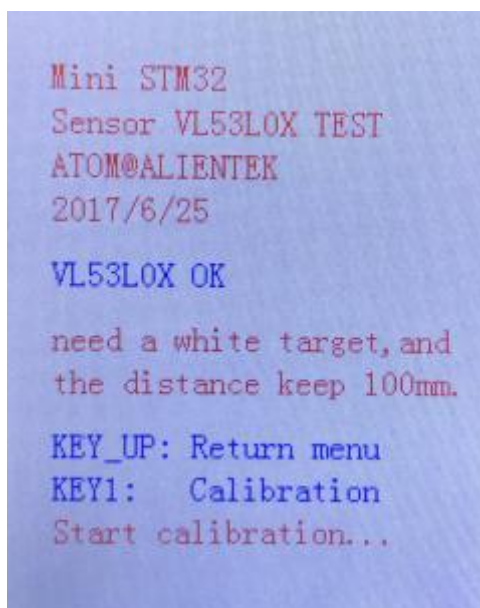 Mini STM32
Sensor VL53L0X TEST
ATOM@ALIENTEK
2017/6/25
VL53L0X OK
need a white target,and
the distance keep 100mm.
KEY_UP: Return menu
KEY1:   Calibration
Start calibration...